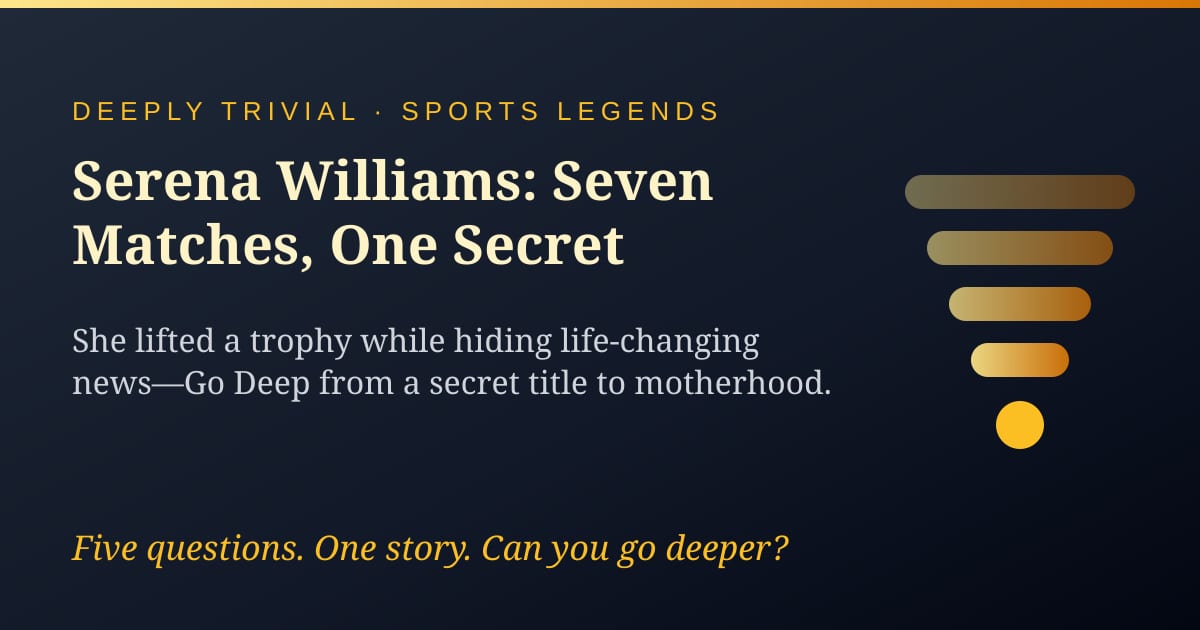 DEEPLY TRIVIAL · SPORTS LEGENDS
Serena Williams: Seven
Matches, One Secret
She lifted a trophy while hiding life-changing
news—Go Deep from a secret title to motherhood.
Five questions. One story. Can you go deeper?